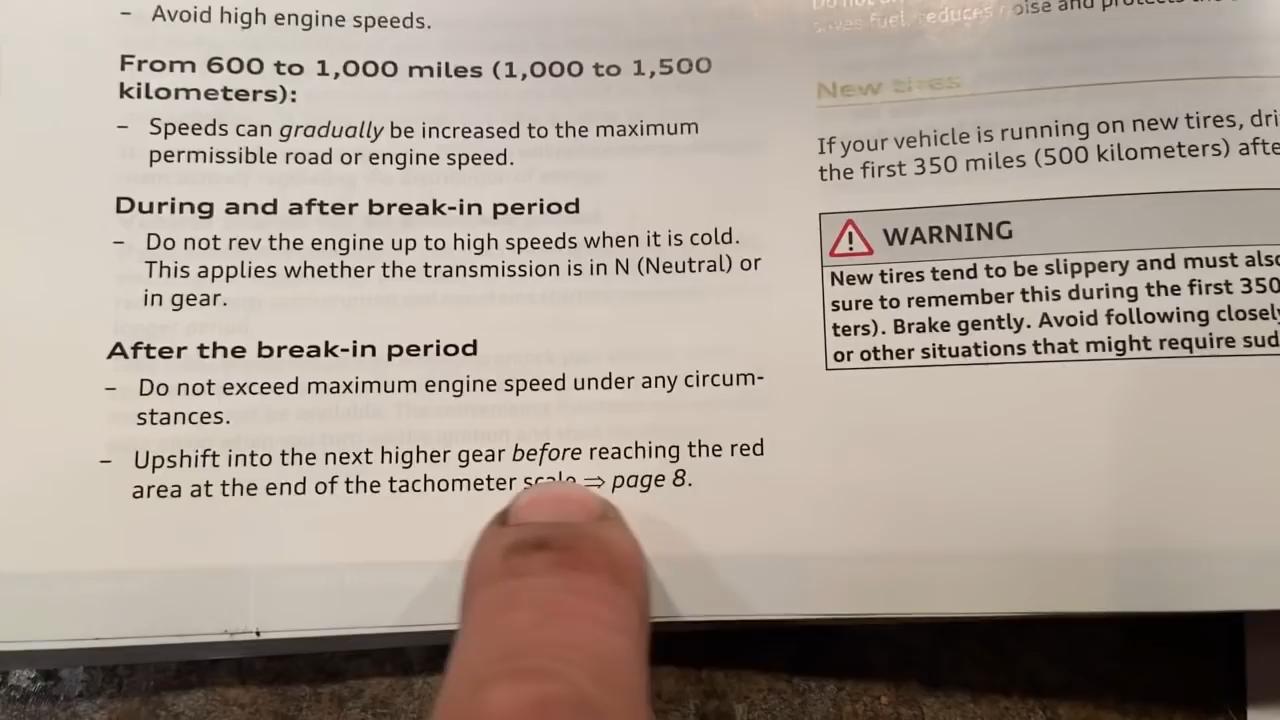 – Avoid high engine speeds.
From 600 to 1,000 miles (1,000 to 1,500
kilometers):
– Speeds can gradually be increased to the maximum
permissible road or engine speed.
During and after break-in period
– Do not rev the engine up to high speeds when it is cold.
This applies whether the transmission is in N (Neutral) or
in gear.
After the break-in period
– Do not exceed maximum engine speed under any circum-
stances.
– Upshift into the next higher gear before reaching the red
area at the end of the tachometer scale ⇒ page 8.
fuel, reduces noise and
New tires
If your vehicle is running on new tires, dri
the first 350 miles (500 kilometers) afte
WARNING
New tires tend to be slippery and must also
sure to remember this during the first 350
ters). Brake gently. Avoid following closely
or other situations that might require sud